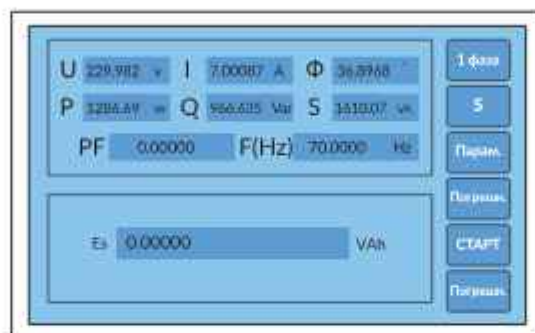 U 229.982 v I 7.00087 A Φ 36.8968 °
P 1286.69 w Q 966.635 Var S 1610.07 VA
PF 0.00000 F(Hz) 70.0000 Hz
Es 0.00000 VAh
1 фаза
S
Парам.
Погрешн.
СТАРТ
Погрешн.